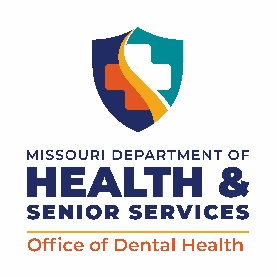 MISSOURI DEPARTMENT OF
HEALTH &
SENIOR SERVICES
Office of Dental Health